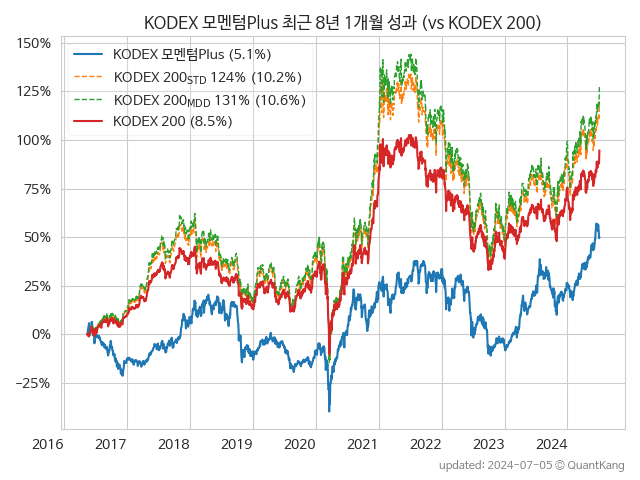 KODEX 모멘텀Plus 최근 8년 1개월 성과 (vs KODEX 200)
150%
125%
100%
75%
50%
25%
0%
−25%
KODEX 모멘텀Plus (5.1%)
KODEX 200STD 124% (10.2%)
KODEX 200MDD 131% (10.6%)
KODEX 200 (8.5%)
2016 2017 2018 2019 2020 2021 2022 2023 2024
updated: 2024-07-05 © QuantKang